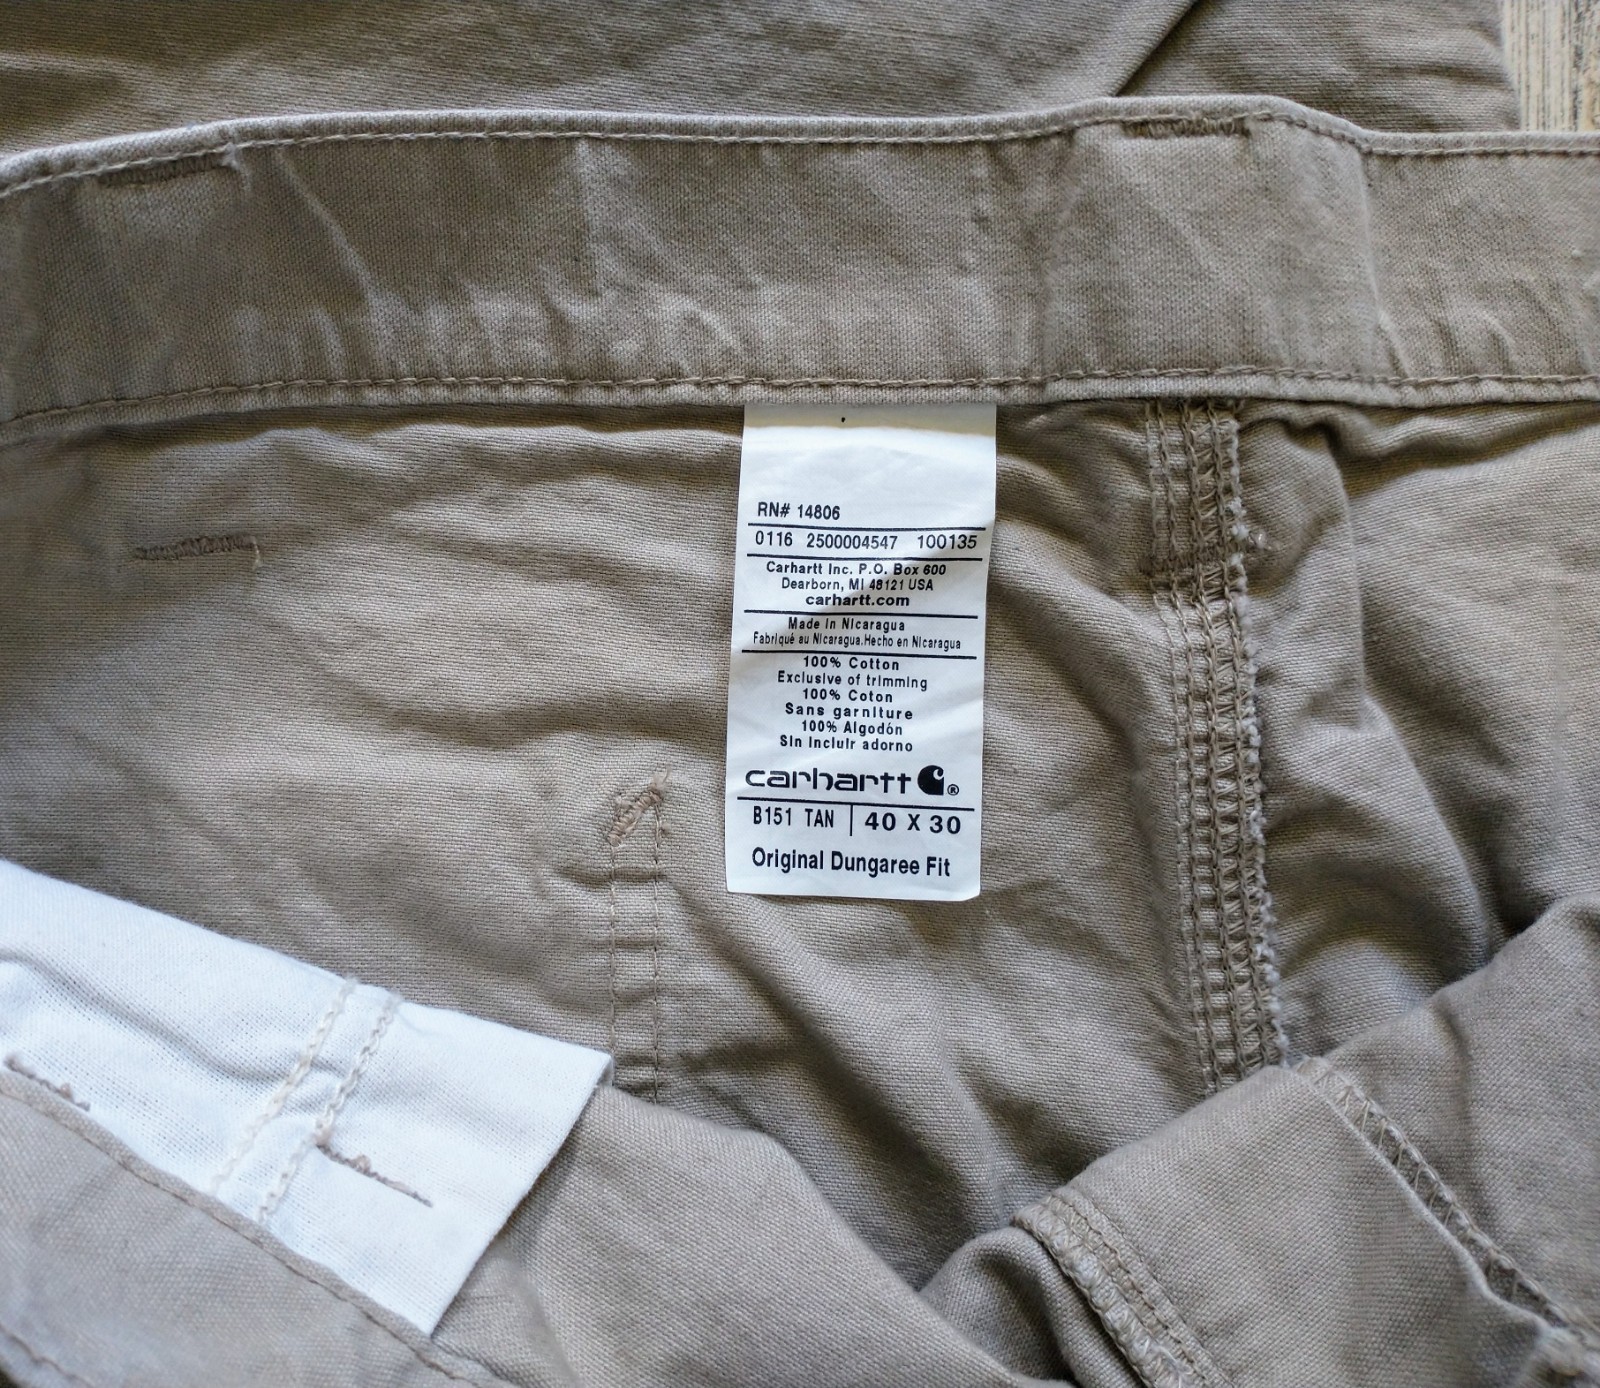 RN# 14806
0116 2500004547 100135
Carhartt Inc. P.O. Box 600
Dearborn, MI 48121 USA
carhartt.com
Made in Nicaragua
Fabriqué au Nicaragua.Hecho en Nicaragua
100% Cotton
Exclusive of trimming
100% Coton
Sans garniture
100% Algodón
Sin incluir adorno
carhartt ®
B151 TAN | 40 X 30
Original Dungaree Fit